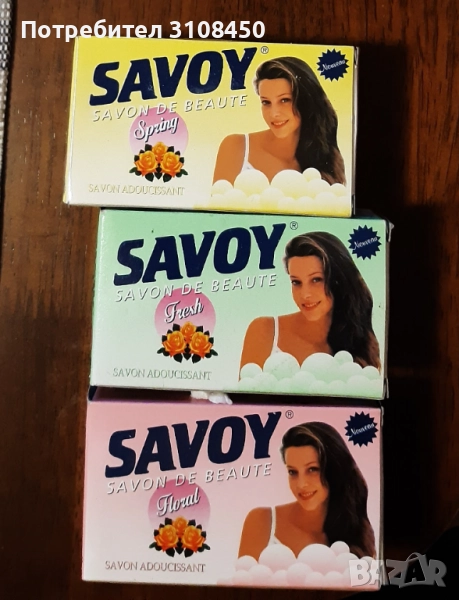 Потребител 3108450
SAVOY®
SAVON DE BEAUTE
Spring
SAVON ADOUCISSANT
Nouveau
SAVOY®
SAVON DE BEAUTE
Fresh
SAVON ADOUCISSANT
Nouveau
SAVOY®
SAVON DE BEAUTE
Floral
SAVON ADOUCISSANT
Nouveau
BAZAR